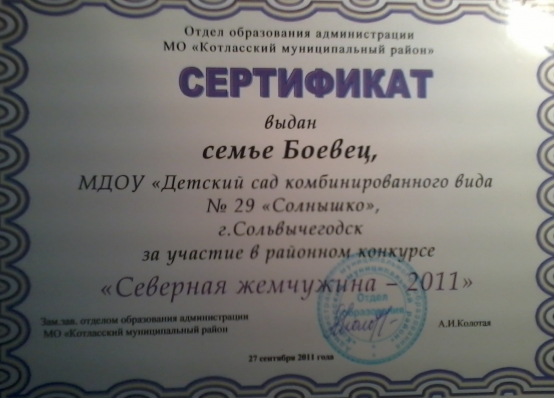 Отдел образования администрации
МО «Котласский муниципальный район»
СЕРТИФИКАТ
выдан
семье Боевец,
МДОУ «Детский сад комбинированного вида
№ 29 «Солнышко»,
г.Сольвычегодск
за участие в районном конкурсе
«Северная жемчужина – 2011»
Зам.зав. отделом образования администрации
МО «Котласский муниципальный район
Отдел
образования
А.И.Колотая
27 сентября 2011 года